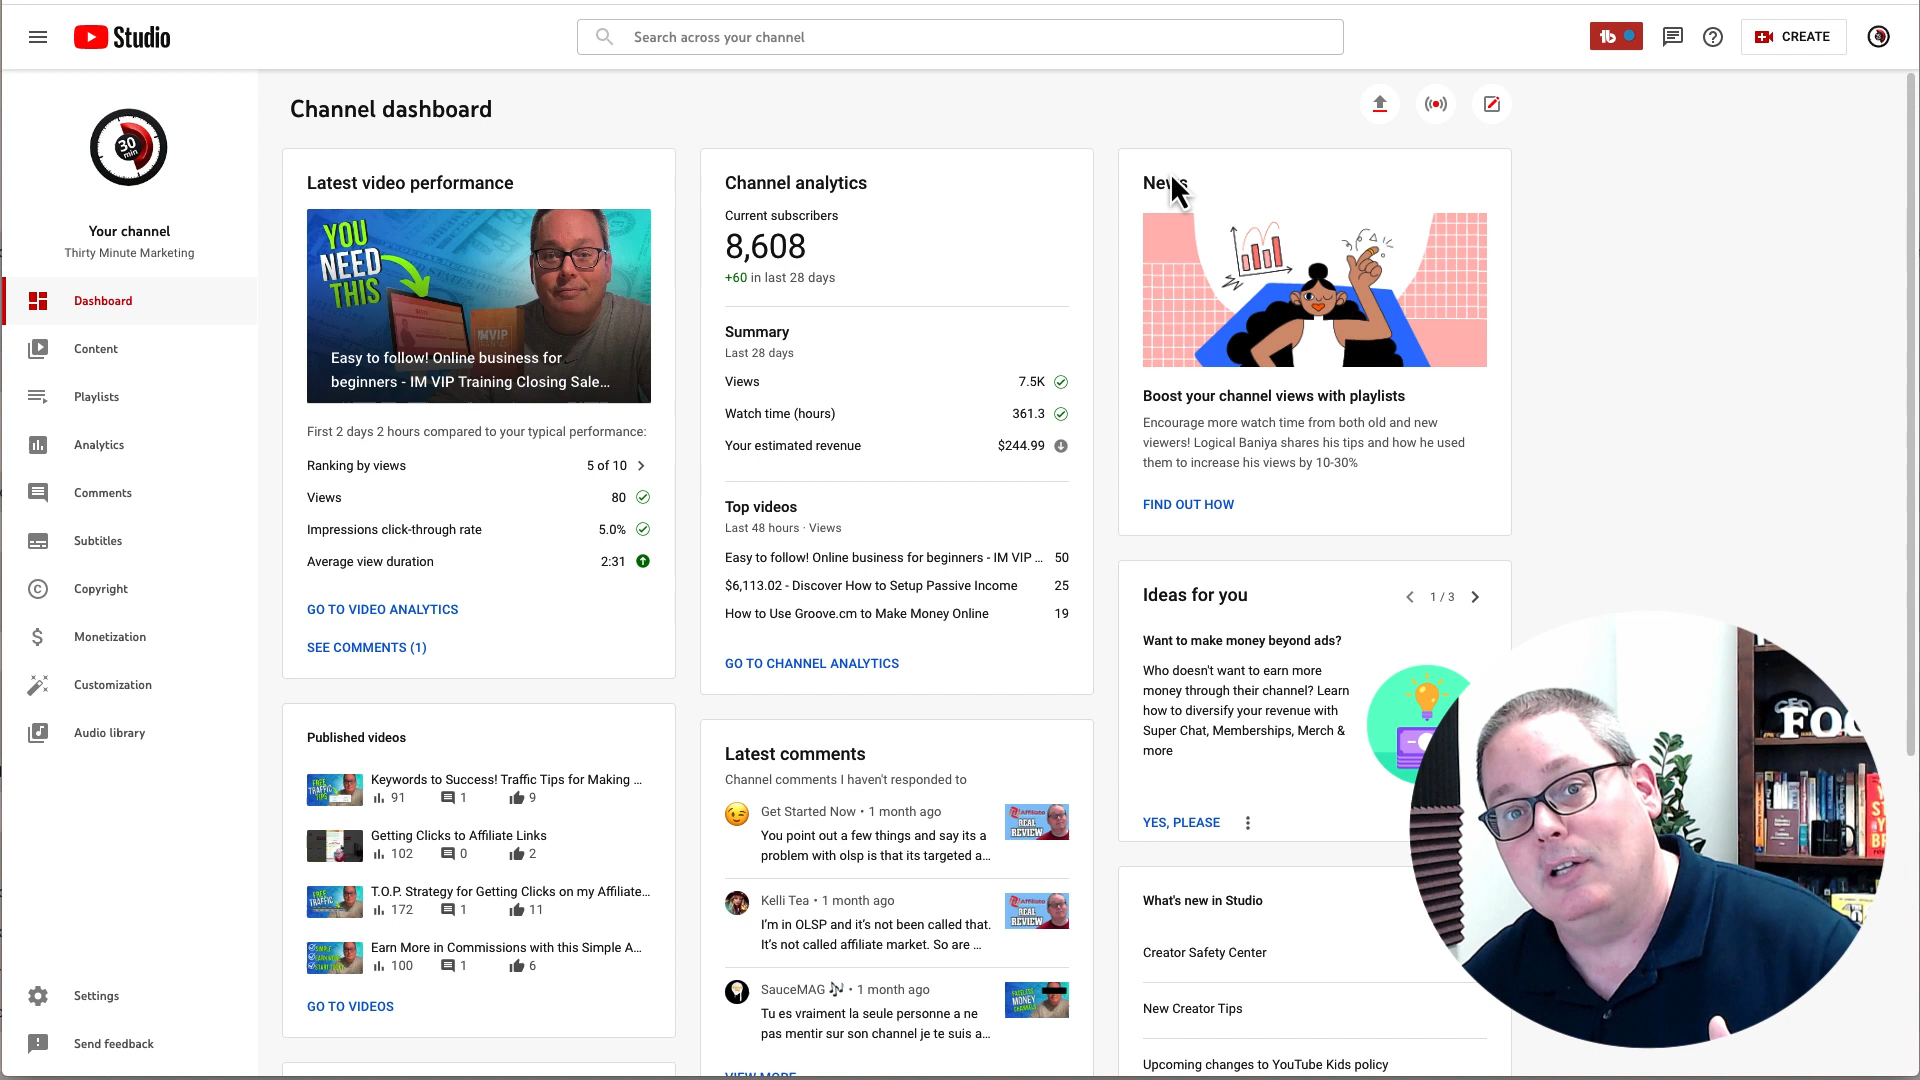 Studio
Search across your channel
CREATE
30
min
Your channel
Thirty Minute Marketing
Dashboard
Content
Playlists
Analytics
Comments
Subtitles
Copyright
Monetization
Customization
Audio library
Settings
Send feedback
Channel dashboard
Latest video performance
YOU
NEED
THIS
IMVIP
Easy to follow! Online business for
beginners - IM VIP Training Closing Sale...
First 2 days 2 hours compared to your typical performance:
Ranking by views 5 of 10
Views 80
Impressions click-through rate 5.0%
Average view duration 2:31
GO TO VIDEO ANALYTICS
SEE COMMENTS (1)
Published videos
Keywords to Success! Traffic Tips for Making ...
91 1 9
Getting Clicks to Affiliate Links
102 0 2
T.O.P. Strategy for Getting Clicks on my Affiliate...
172 1 11
Earn More in Commissions with this Simple A...
100 1 6
GO TO VIDEOS
Channel analytics
Current subscribers
8,608
+60 in last 28 days
Summary
Last 28 days
Views 7.5K
Watch time (hours) 361.3
Your estimated revenue $244.99
Top videos
Last 48 hours · Views
Easy to follow! Online business for beginners - IM VIP ... 50
$6,113.02 - Discover How to Setup Passive Income 25
How to Use Groove.cm to Make Money Online 19
GO TO CHANNEL ANALYTICS
Latest comments
Channel comments I haven't responded to
Get Started Now • 1 month ago
You point out a few things and say its a
problem with olsp is that its targeted a...
REAL
REVIEW
Kelli Tea • 1 month ago
I'm in OLSP and it's not been called that.
It's not called affiliate market. So are ...
REAL
REVIEW
SauceMAG 🎶 • 1 month ago
Tu es vraiment la seule personne a ne
pas mentir sur son channel je te suis a...
VIEW MORE
News
Boost your channel views with playlists
Encourage more watch time from both old and new
viewers! Logical Baniya shares his tips and how he used
them to increase his views by 10-30%
FIND OUT HOW
Ideas for you
1 / 3
Want to make money beyond ads?
Who doesn't want to earn more
money through their channel? Learn
how to diversify your revenue with
Super Chat, Memberships, Merch &
more
YES, PLEASE
What's new in Studio
Creator Safety Center
New Creator Tips
Upcoming changes to YouTube Kids policy
FOC